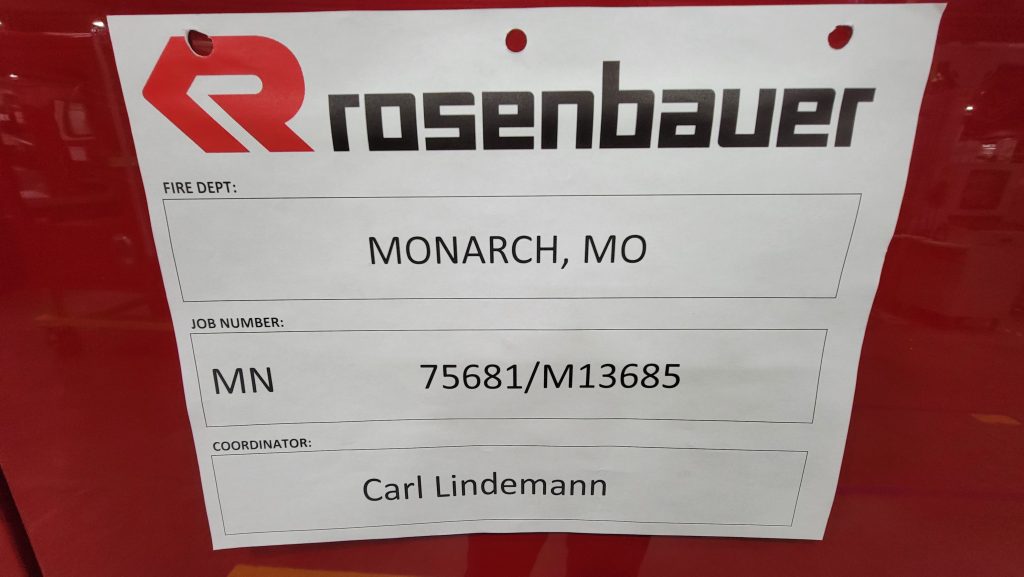 rosenbauer
FIRE DEPT:
MONARCH, MO
JOB NUMBER:
MN 75681/M13685
COORDINATOR:
Carl Lindemann